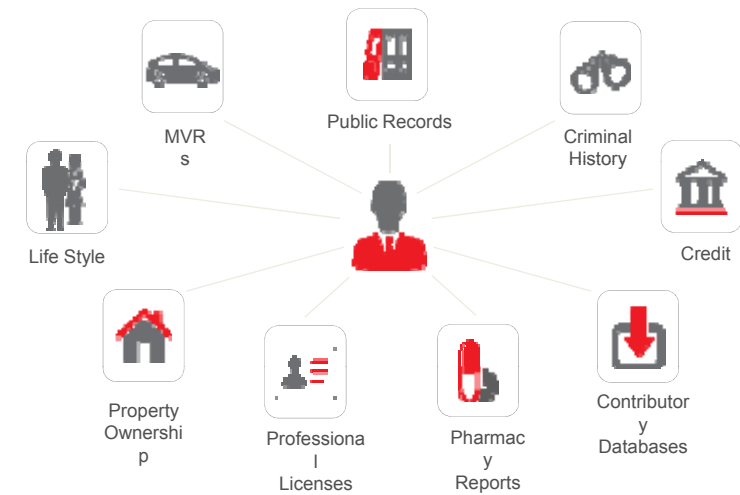 MVR
s
Public Records
Criminal
History
Life Style
Credit
Property
Ownershi
p
Professiona
l
Licenses
Pharmac
y
Reports
Contributor
y
Databases